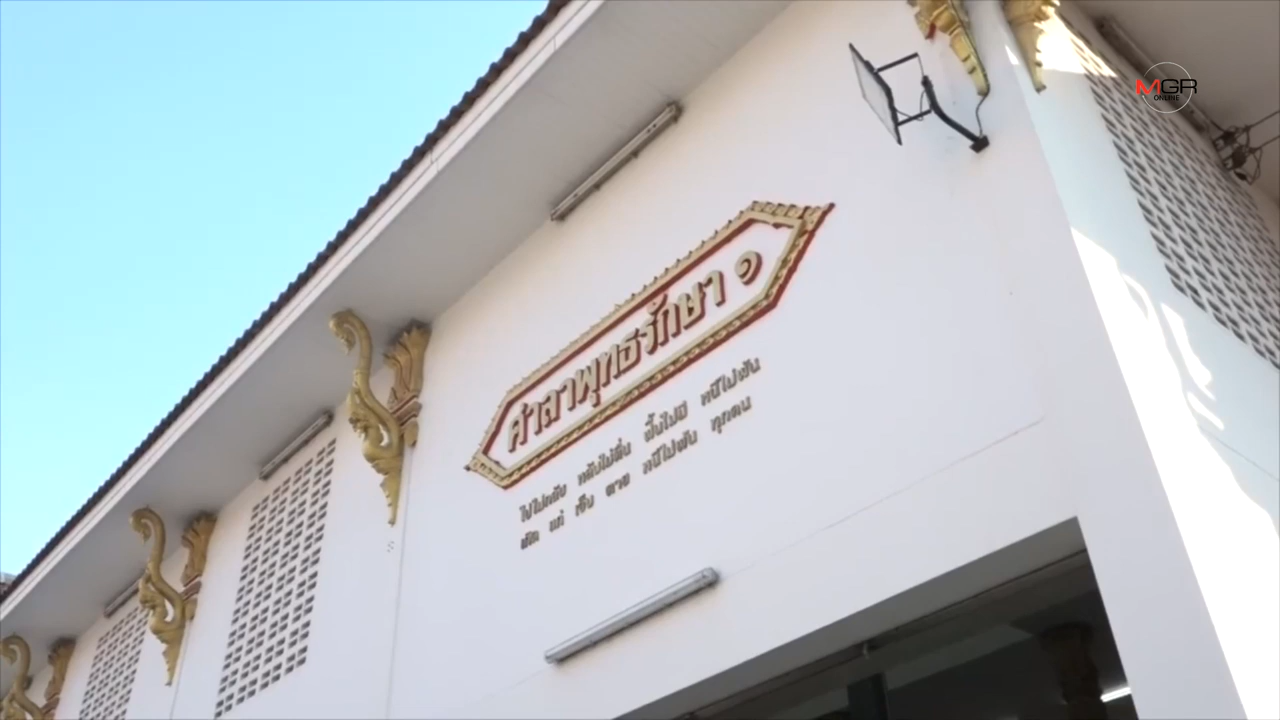 MGR
ONLINE
ศาลาพุทธรักษา ๑
ไปไม่กลับ หลับไม่ตื่น ฟื้นไม่มี หนีไม่พ้น
เกิด แก่ เจ็บ ตาย หนีไม่พ้น ทุกคน